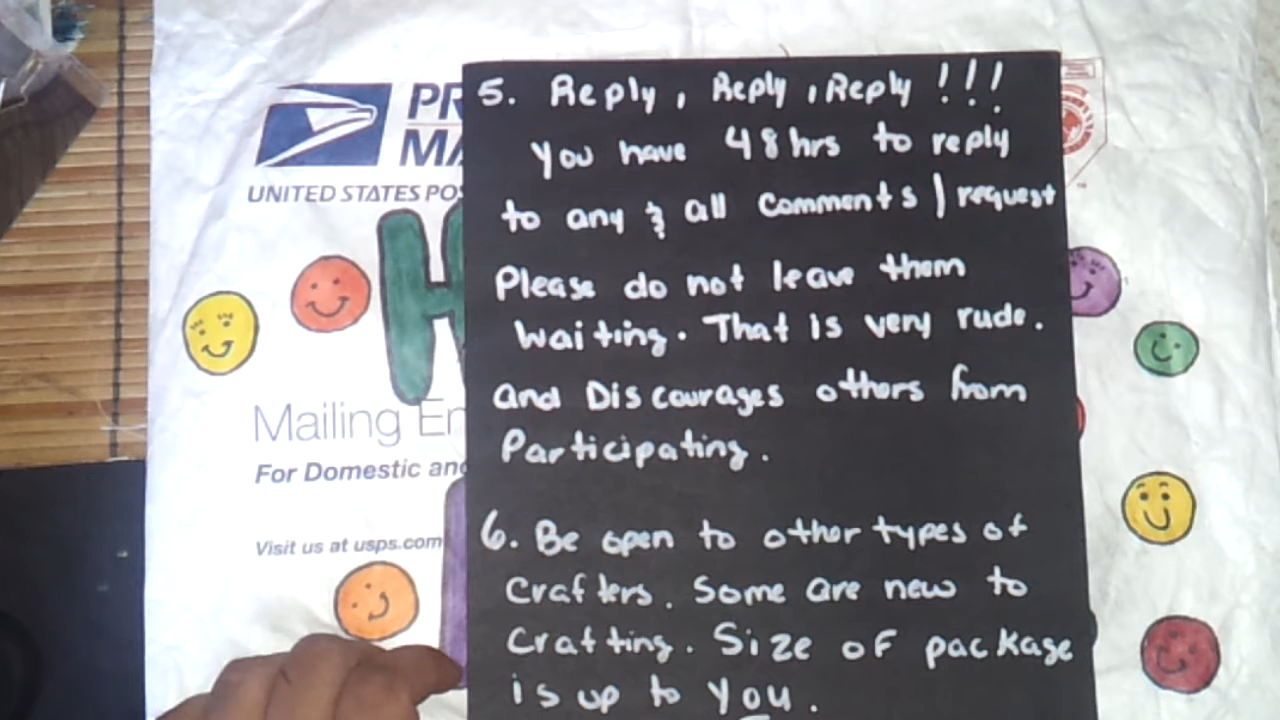 PR
MA
UNITED STATES POS
H
Mailing En
For Domestic and
Visit us at usps.com
5. Reply, Reply, Reply !!!
You have 48 hrs to reply
to any & all Comments / request
Please do not leave them
waiting. That is very rude.
and Discourages others from
Participating.
6. Be open to other types of
Crafters. Some are new to
Crafting. Size of package
is up to you.